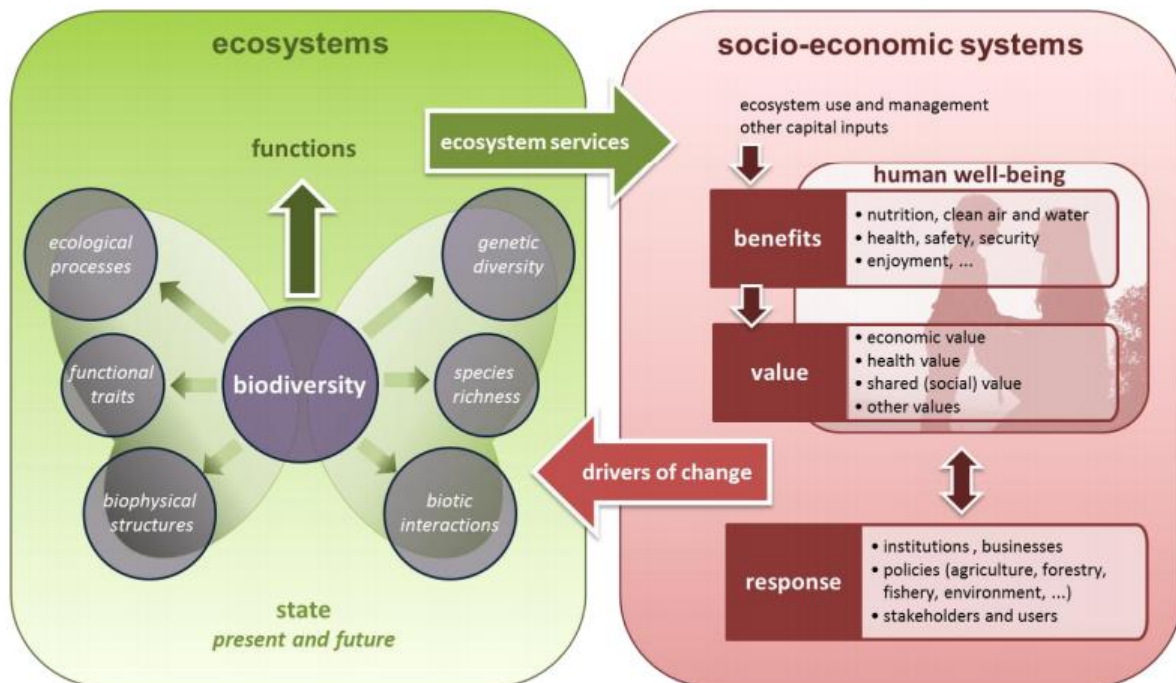 ecosystems
functions
ecological
processes
genetic
diversity
functional
traits
biodiversity
species
richness
biophysical
structures
biotic
interactions
state
present and future
ecosystem services
drivers of change
socio-economic systems
ecosystem use and management
other capital inputs
human well-being
benefits
• nutrition, clean air and water
• health, safety, security
• enjoyment, ...
value
• economic value
• health value
• shared (social) value
• other values
response
• institutions , businesses
• policies (agriculture, forestry,
fishery, environment, ...)
• stakeholders and users